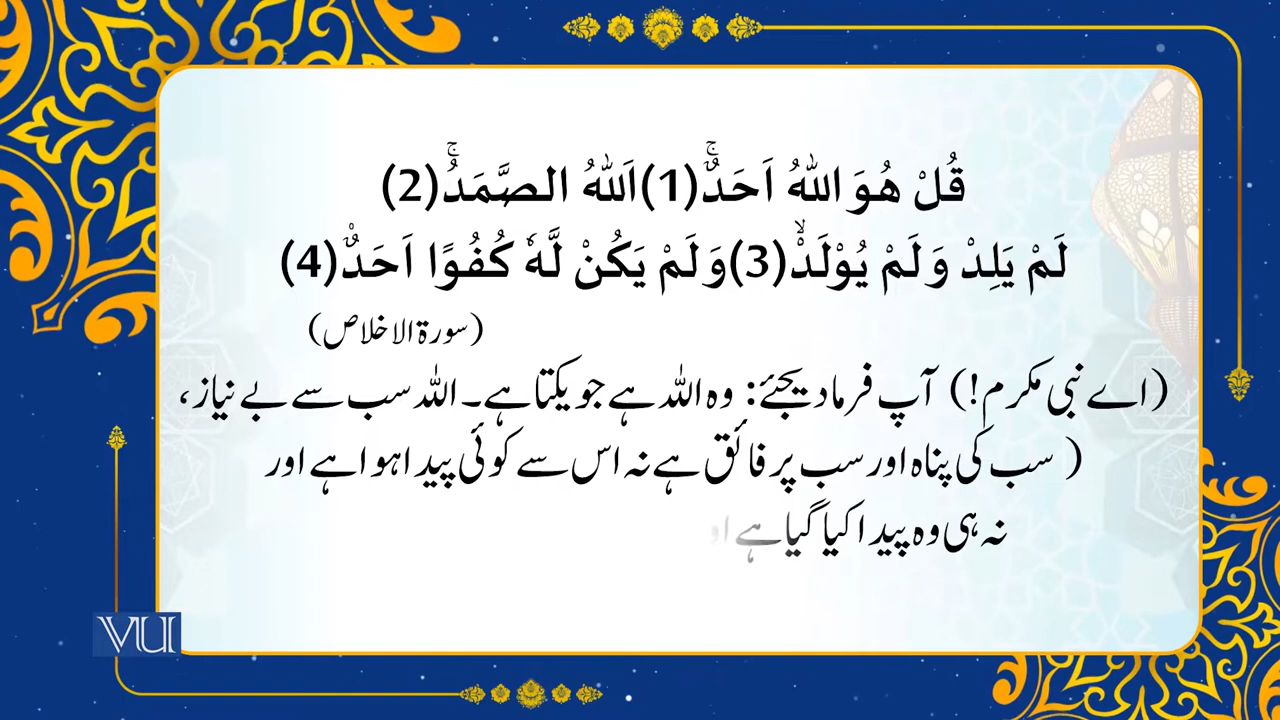 قُلْ هُوَ اللّٰهُ اَحَدٌۚ(1)اَللّٰهُ الصَّمَدُۚ(2)
لَمْ يَلِدْ وَلَمْ يُوْلَدْۙ(3)وَلَمْ يَكُنْ لَّهٗ كُفُوًا اَحَدٌ۠(4)
(سورۃ الاخلاص)
(اے نبی مکرم!) آپ فرما دیجئے: وہ اللہ ہے جو یکتا ہے۔ اللہ سب سے بے نیاز،
( سب کی پناہ اور سب پر فائق ہے نہ اس سے کوئی پیدا ہوا ہے اور
نہ ہی وہ پیدا کیا گیا ہے او
VU